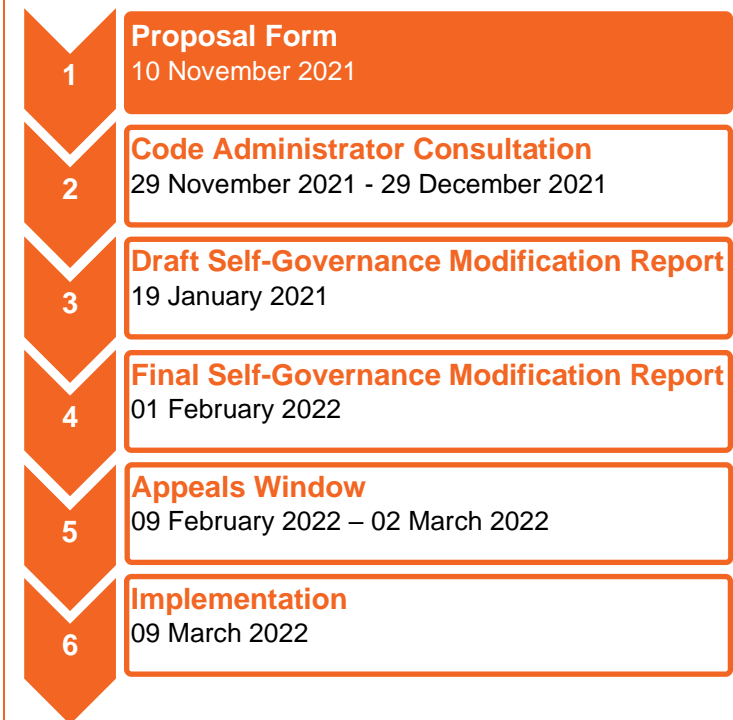 1
Proposal Form
10 November 2021
2
Code Administrator Consultation
29 November 2021 - 29 December 2021
3
Draft Self-Governance Modification Report
19 January 2021
4
Final Self-Governance Modification Report
01 February 2022
5
Appeals Window
09 February 2022 – 02 March 2022
6
Implementation
09 March 2022